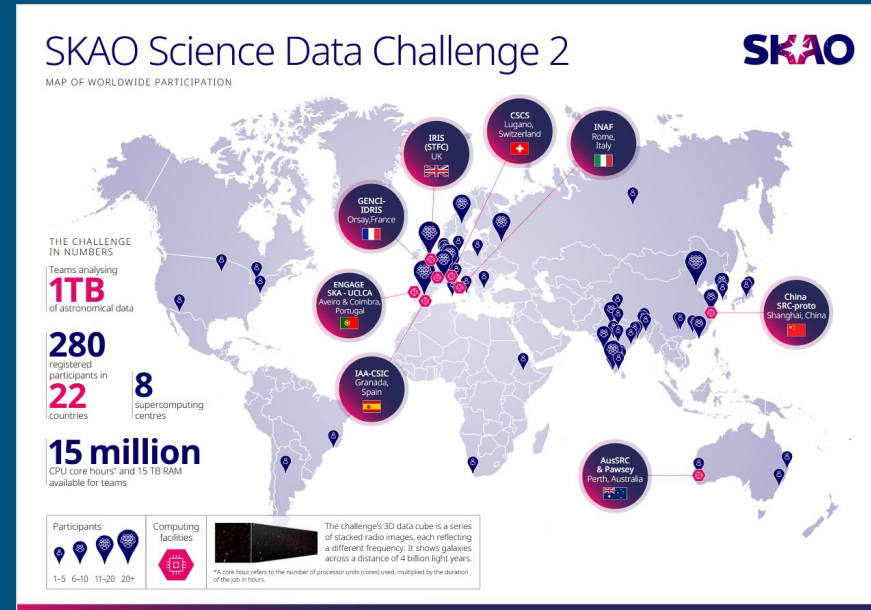 SKAO Science Data Challenge 2
MAP OF WORLDWIDE PARTICIPATION
SKAO
CSCS
Lugano,
Switzerland
IRIS
(STFC)
UK
INAF
Rome,
Italy
GENCI-
IDRIS
Orsay,France
ENGAGE
SKA - UCLCA
Aveiro & Coimbra,
Portugal
IAA-CSIC
Granada,
Spain
China
SRC-proto
Shanghai, China
AusSRC
& Pawsey
Perth, Australia
THE CHALLENGE
IN NUMBERS
Teams analysing
1TB
of astronomical data
280
registered
participants in
22
countries
8
supercomputing
centres
15 million
CPU core hours* and 15 TB RAM
available for teams
Participants
1-5 6-10 11-20 20+
Computing
facilities
The challenge's 3D data cube is a series
of stacked radio images, each reflecting
a different frequency. It shows galaxies
across a distance of 4 billion light years.
*A core hour refers to the number of processor units (cores) used, multiplied by the duration
of the job in hours.